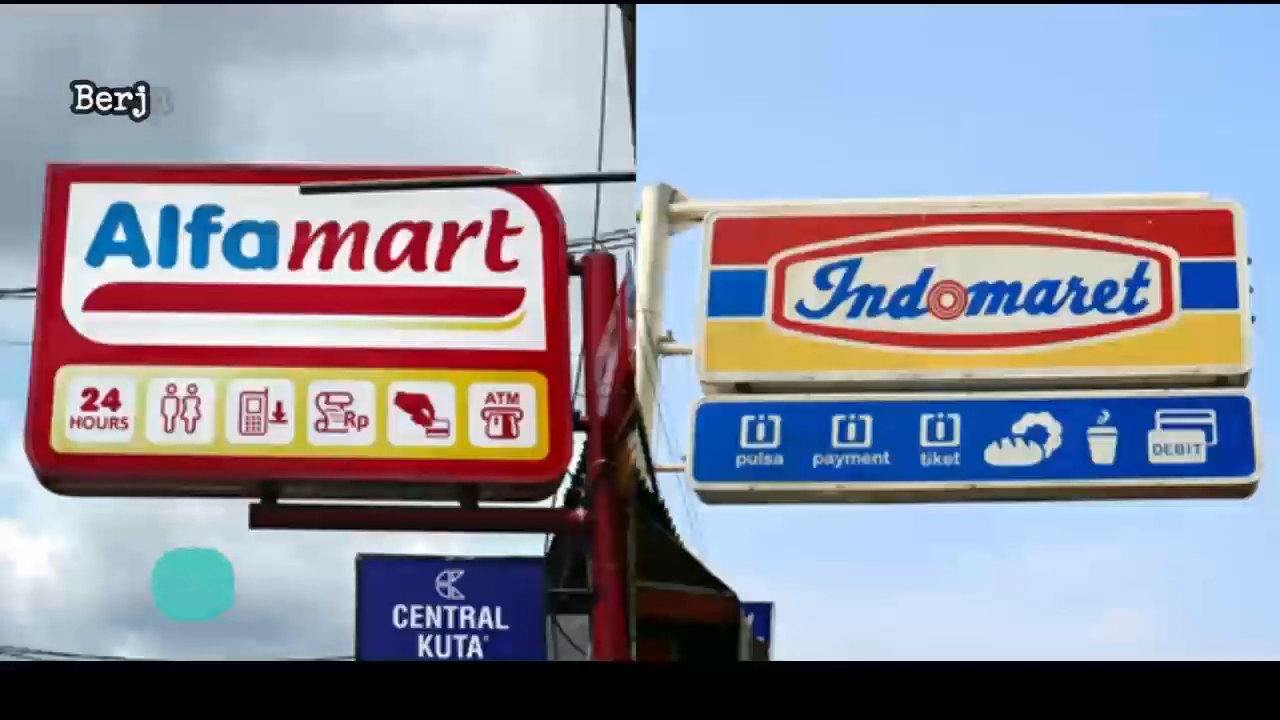 Berj
Alfamart
24
HOURS
Rp
ATM
CENTRAL
KUTA
Indomaret
pulsa
payment
tiket
DEBIT